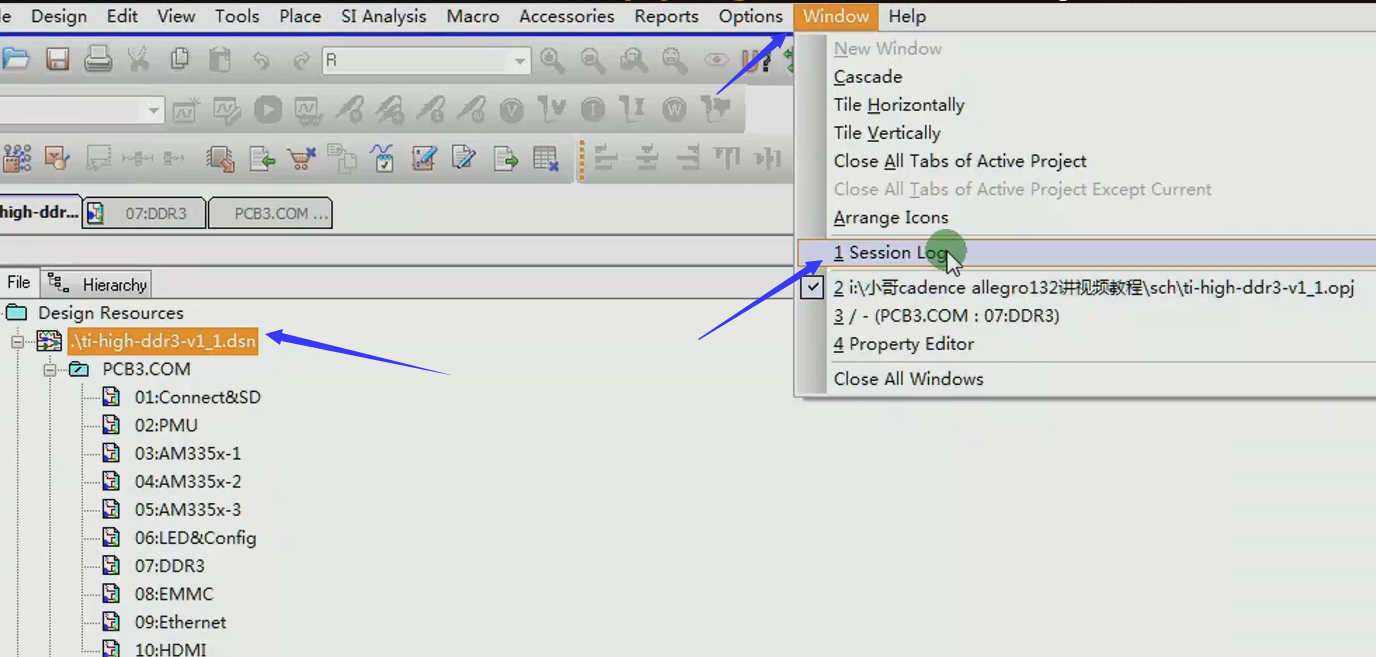 Design Edit View Tools Place SI Analysis Macro Accessories Reports Options Window Help
R
New Window
Cascade
Tile Horizontally
Tile Vertically
Close All Tabs of Active Project
Close All Tabs of Active Project Except Current
Arrange Icons
1 Session Log
2 i:\小哥cadence allegro132讲视频教程\sch\ti-high-ddr3-v1_1.opj
3 / - (PCB3.COM : 07:DDR3)
4 Property Editor
Close All Windows
high-ddr... 07:DDR3 PCB3.COM ...
File Hierarchy
Design Resources
.\ti-high-ddr3-v1_1.dsn
PCB3.COM
01:Connect&SD
02:PMU
03:AM335x-1
04:AM335x-2
05:AM335x-3
06:LED&Config
07:DDR3
08:EMMC
09:Ethernet
10:HDMI